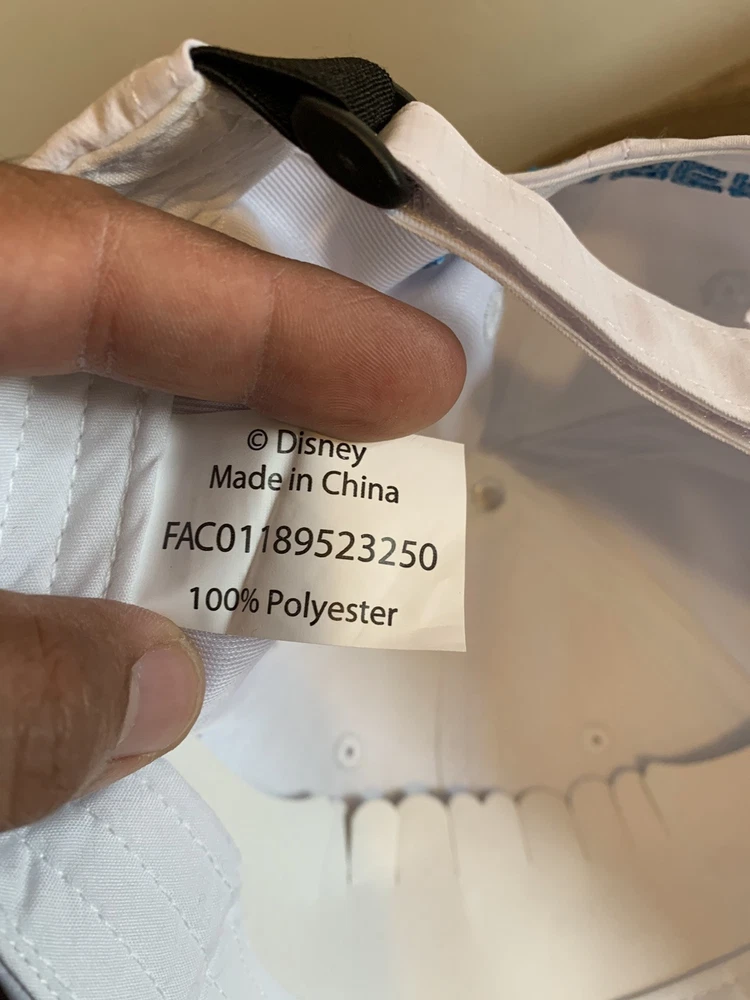 © Disney
Made in China
FAC01189523250
100% Polyester